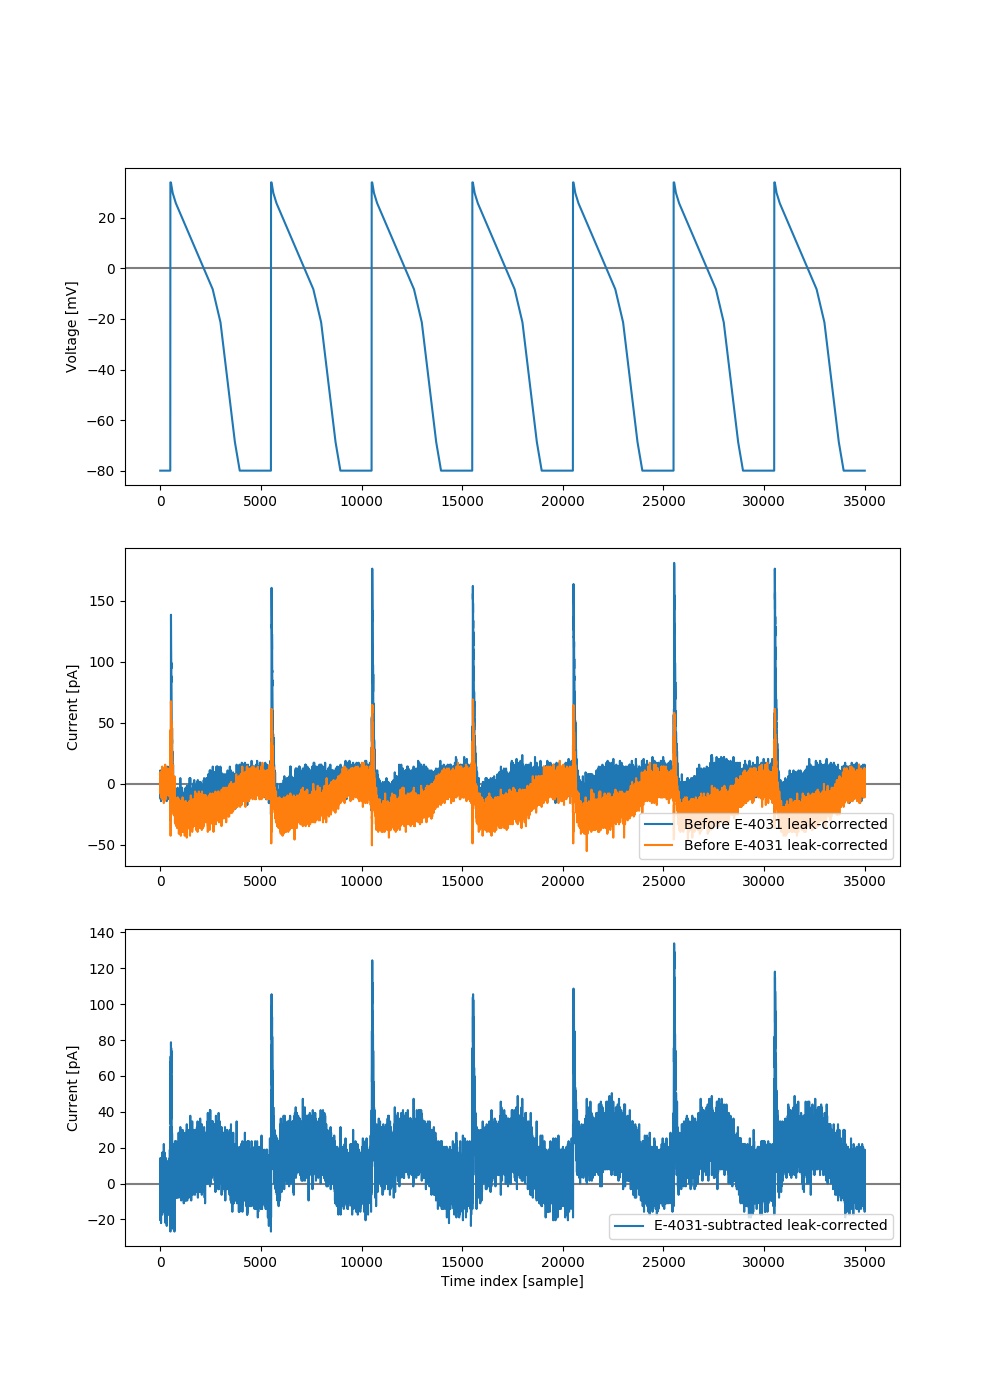 20
0
−20
−40
−60
−80
Voltage [mV]
0 5000 10000 15000 20000 25000 30000 35000
150
100
50
0
−50
Current [pA]
Before E-4031 leak-corrected
Before E-4031 leak-corrected
0 5000 10000 15000 20000 25000 30000 35000
140
120
100
80
60
40
20
0
−20
Current [pA]
E-4031-subtracted leak-corrected
0 5000 10000 15000 20000 25000 30000 35000
Time index [sample]